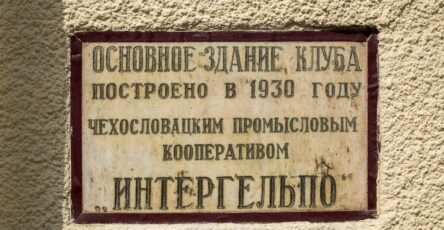 ОСНОВНОЕ ЗДАНИЕ КЛУБА
ПОСТРОЕНО В 1930 ГОДУ
ЧЕХОСЛОВАЦКИМ ПРОМЫСЛОВЫМ
КООПЕРАТИВОМ
„ИНТЕРГЕЛЬПО"